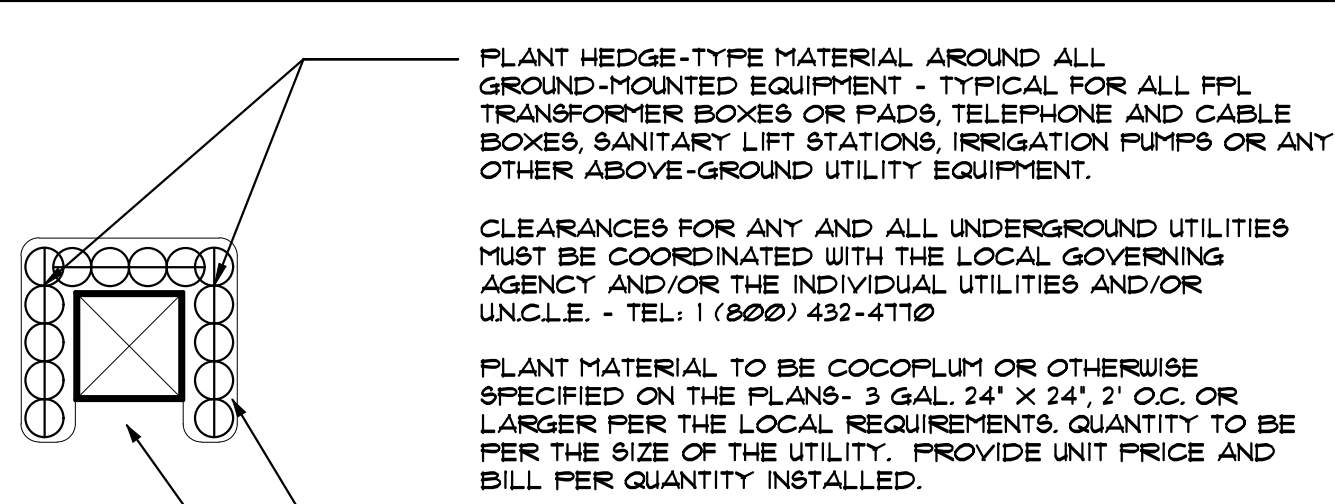 PLANT HEDGE-TYPE MATERIAL AROUND ALL
GROUND-MOUNTED EQUIPMENT - TYPICAL FOR ALL FPL
TRANSFORMER BOXES OR PADS, TELEPHONE AND CABLE
BOXES, SANITARY LIFT STATIONS, IRRIGATION PUMPS OR ANY
OTHER ABOVE-GROUND UTILITY EQUIPMENT.
CLEARANCES FOR ANY AND ALL UNDERGROUND UTILITIES
MUST BE COORDINATED WITH THE LOCAL GOVERNING
AGENCY AND/OR THE INDIVIDUAL UTILITIES AND/OR
U.N.C.L.E. - TEL: 1 (800) 432-4770
PLANT MATERIAL TO BE COCOPLUM OR OTHERWISE
SPECIFIED ON THE PLANS- 3 GAL. 24" X 24", 2' O.C. OR
LARGER PER THE LOCAL REQUIREMENTS. QUANTITY TO BE
PER THE SIZE OF THE UTILITY. PROVIDE UNIT PRICE AND
BILL PER QUANTITY INSTALLED.